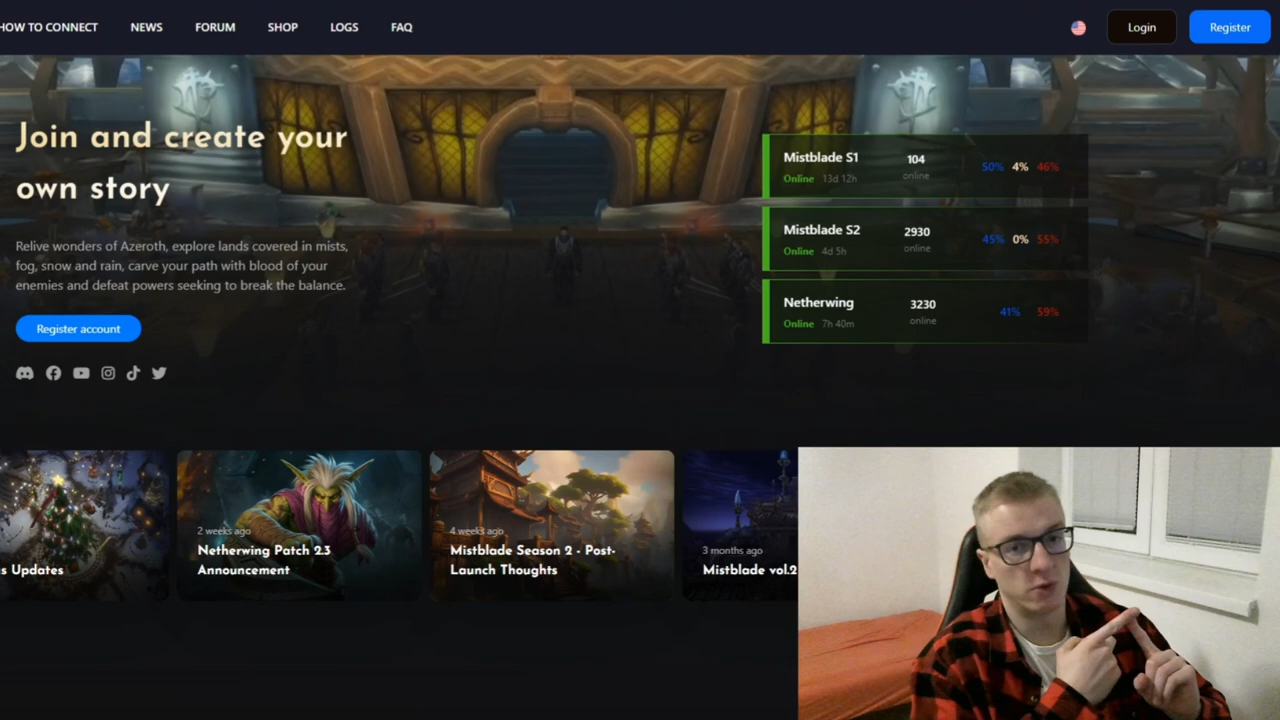 HOW TO CONNECT NEWS FORUM SHOP LOGS FAQ Login Register
Join and create your
own story
Relive wonders of Azeroth, explore lands covered in mists,
fog, snow and rain, carve your path with blood of your
enemies and defeat powers seeking to break the balance.
Register account
Mistblade S1 104 50% 4% 46%
Online 13d 12h online
Mistblade S2 2930 45% 0% 55%
Online 4d 5h online
Netherwing 3230 41% 59%
Online 7h 40m online
s Updates
2 weeks ago
Netherwing Patch 2.3
Announcement
4 weeks ago
Mistblade Season 2 - Post-
Launch Thoughts
3 months ago
Mistblade vol.2